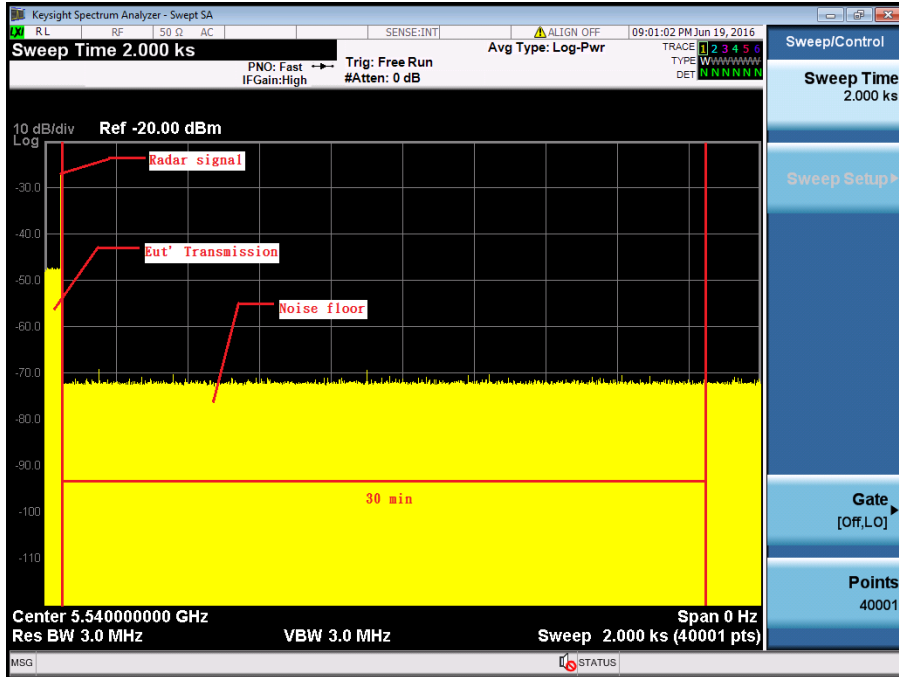 Keysight Spectrum Analyzer - Swept SA
LXI RL RF 50 Ω AC SENSE:INT ALIGN OFF 09:01:02 PM Jun 19, 2016
Sweep Time 2.000 ks
PNO: Fast
IFGain:High
Trig: Free Run
#Atten: 0 dB
Avg Type: Log-Pwr
TRACE 1 2 3 4 5 6
TYPE WWWWWW
DET N N N N N N
10 dB/div Ref -20.00 dBm
Log
Radar signal
-30.0
-40.0
Eut' Transmission
-50.0
Noise floor
-60.0
-70.0
-80.0
-90.0
30 min
-100
-110
Center 5.540000000 GHz Span 0 Hz
Res BW 3.0 MHz VBW 3.0 MHz Sweep 2.000 ks (40001 pts)
MSG STATUS
Sweep/Control
Sweep Time
2.000 ks
Sweep Setup
Gate
[Off,LO]
Points
40001